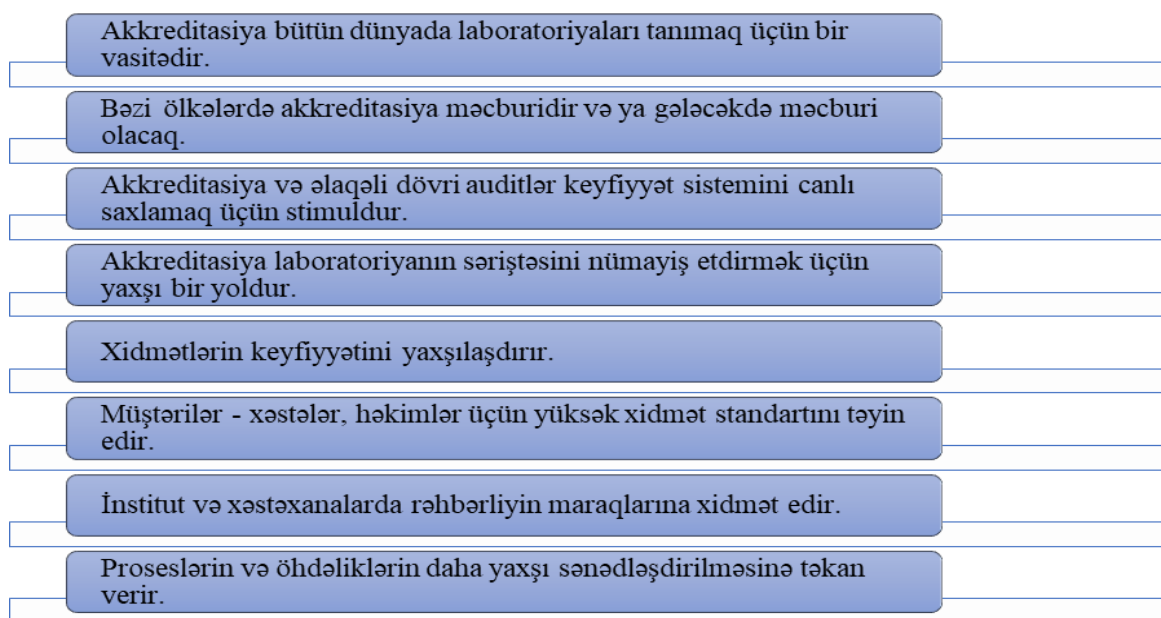 Akkreditasiya bütün dünyada laboratoriyaları tanımaq üçün bir
vasitədir.
Bəzi ölkələrdə akkreditasiya məcburidir və ya gələcəkdə məcburi
olacaq.
Akkreditasiya və əlaqəli dövri auditlər keyfiyyət sistemini canlı
saxlamaq üçün stimuldur.
Akkreditasiya laboratoriyanın səriştəsini nümayiş etdirmək üçün
yaxşı bir yoldur.
Xidmətlərin keyfiyyətini yaxşılaşdırır.
Müştərilər - xəstələr, həkimlər üçün yüksək xidmət standartını təyin
edir.
İnstitut və xəstəxanalarda rəhbərliyin maraqlarına xidmət edir.
Proseslərin və öhdəliklərin daha yaxşı sənədləşdirilməsinə təkan
verir.